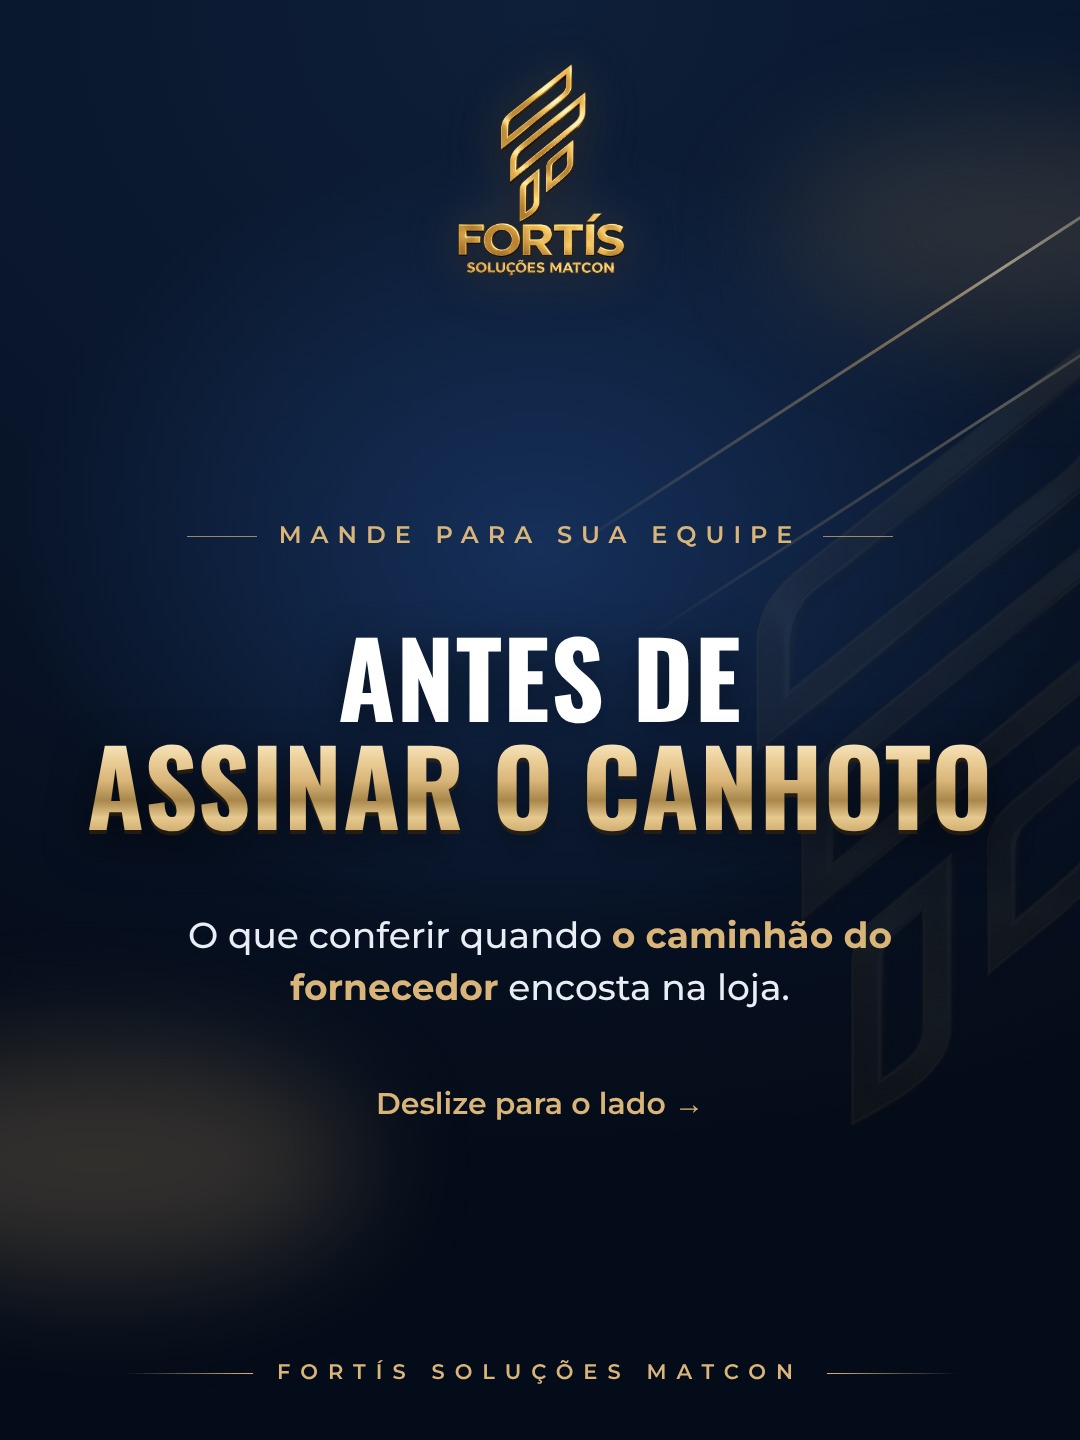 FORTÍS
SOLUÇÕES MATCON
MANDE PARA SUA EQUIPE
ANTES DE
ASSINAR O CANHOTO
O que conferir quando o caminhão do
fornecedor encosta na loja.
Deslize para o lado →
FORTÍS SOLUÇÕES MATCON